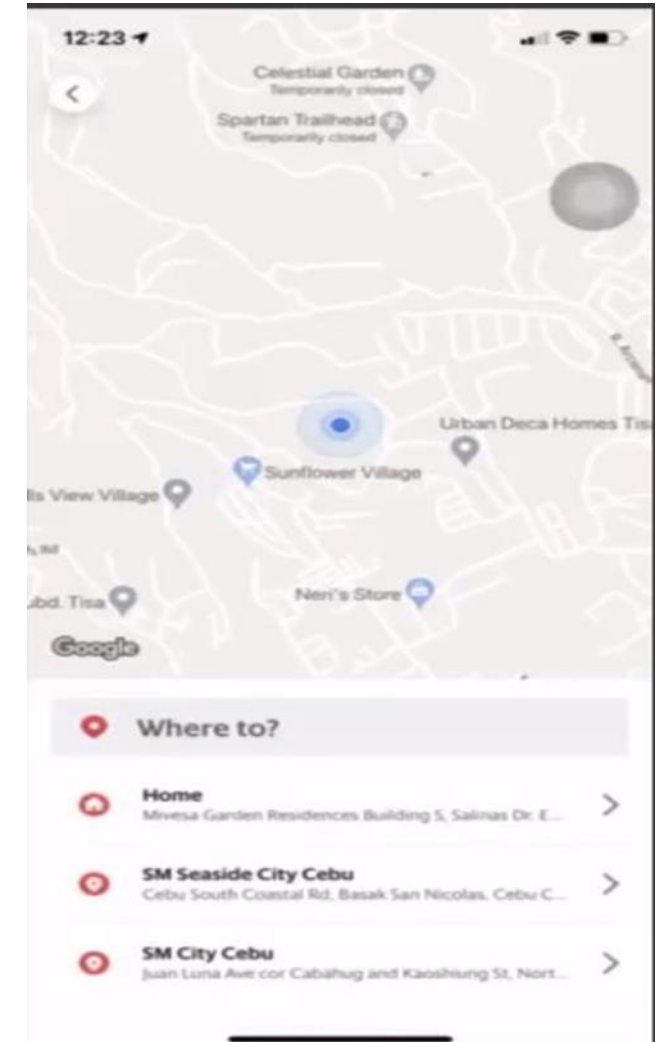 12:23
Celestial Garden
Temporarily closed
Spartan Trailhead
Temporarily closed
Urban Deca Homes Tis
Sunflower Village
lls View Village
Neri's Store
ubd. Tisa
Google
Where to?
Home
Mivesa Garden Residences Building 5, Salinas Dr. E...
SM Seaside City Cebu
Cebu South Coastal Rd, Basak San Nicolas, Cebu C...
SM City Cebu
Juan Luna Ave cor Cabahug and Kaoshiung St, Nort...